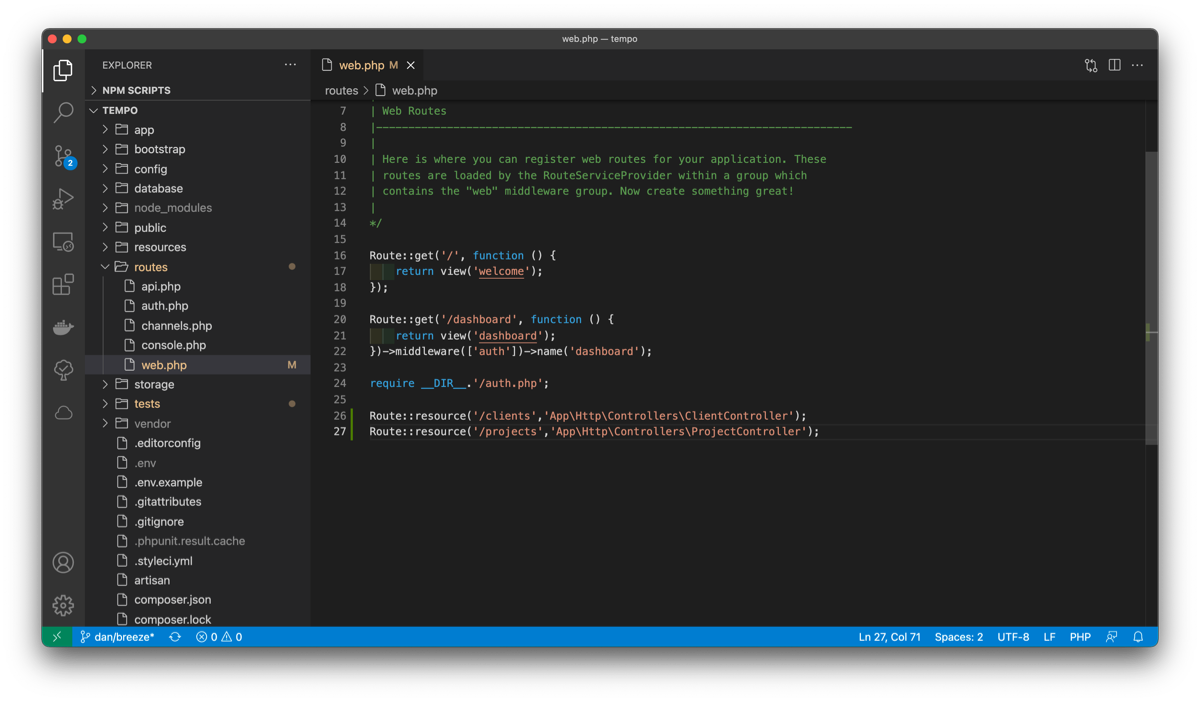 web.php — tempo
EXPLORER
···
NPM SCRIPTS
TEMPO
app
bootstrap
config
database
node_modules
public
resources
routes
api.php
auth.php
channels.php
console.php
web.php M
storage
tests
vendor
.editorconfig
.env
.env.example
.gitattributes
.gitignore
.phpunit.result.cache
.styleci.yml
artisan
composer.json
composer.lock
2
web.php M
routes > web.php
7 | Web Routes
8 |--------------------------------------------------------------------------
9 |
10 | Here is where you can register web routes for your application. These
11 | routes are loaded by the RouteServiceProvider within a group which
12 | contains the "web" middleware group. Now create something great!
13 |
14 */
15
16 Route::get('/', function () {
17 return view('welcome');
18 });
19
20 Route::get('/dashboard', function () {
21 return view('dashboard');
22 })->middleware(['auth'])->name('dashboard');
23
24 require __DIR__.'/auth.php';
25
26 Route::resource('/clients','App\Http\Controllers\ClientController');
27 Route::resource('/projects','App\Http\Controllers\ProjectController');
dan/breeze* 0 0 Ln 27, Col 71 Spaces: 2 UTF-8 LF PHP